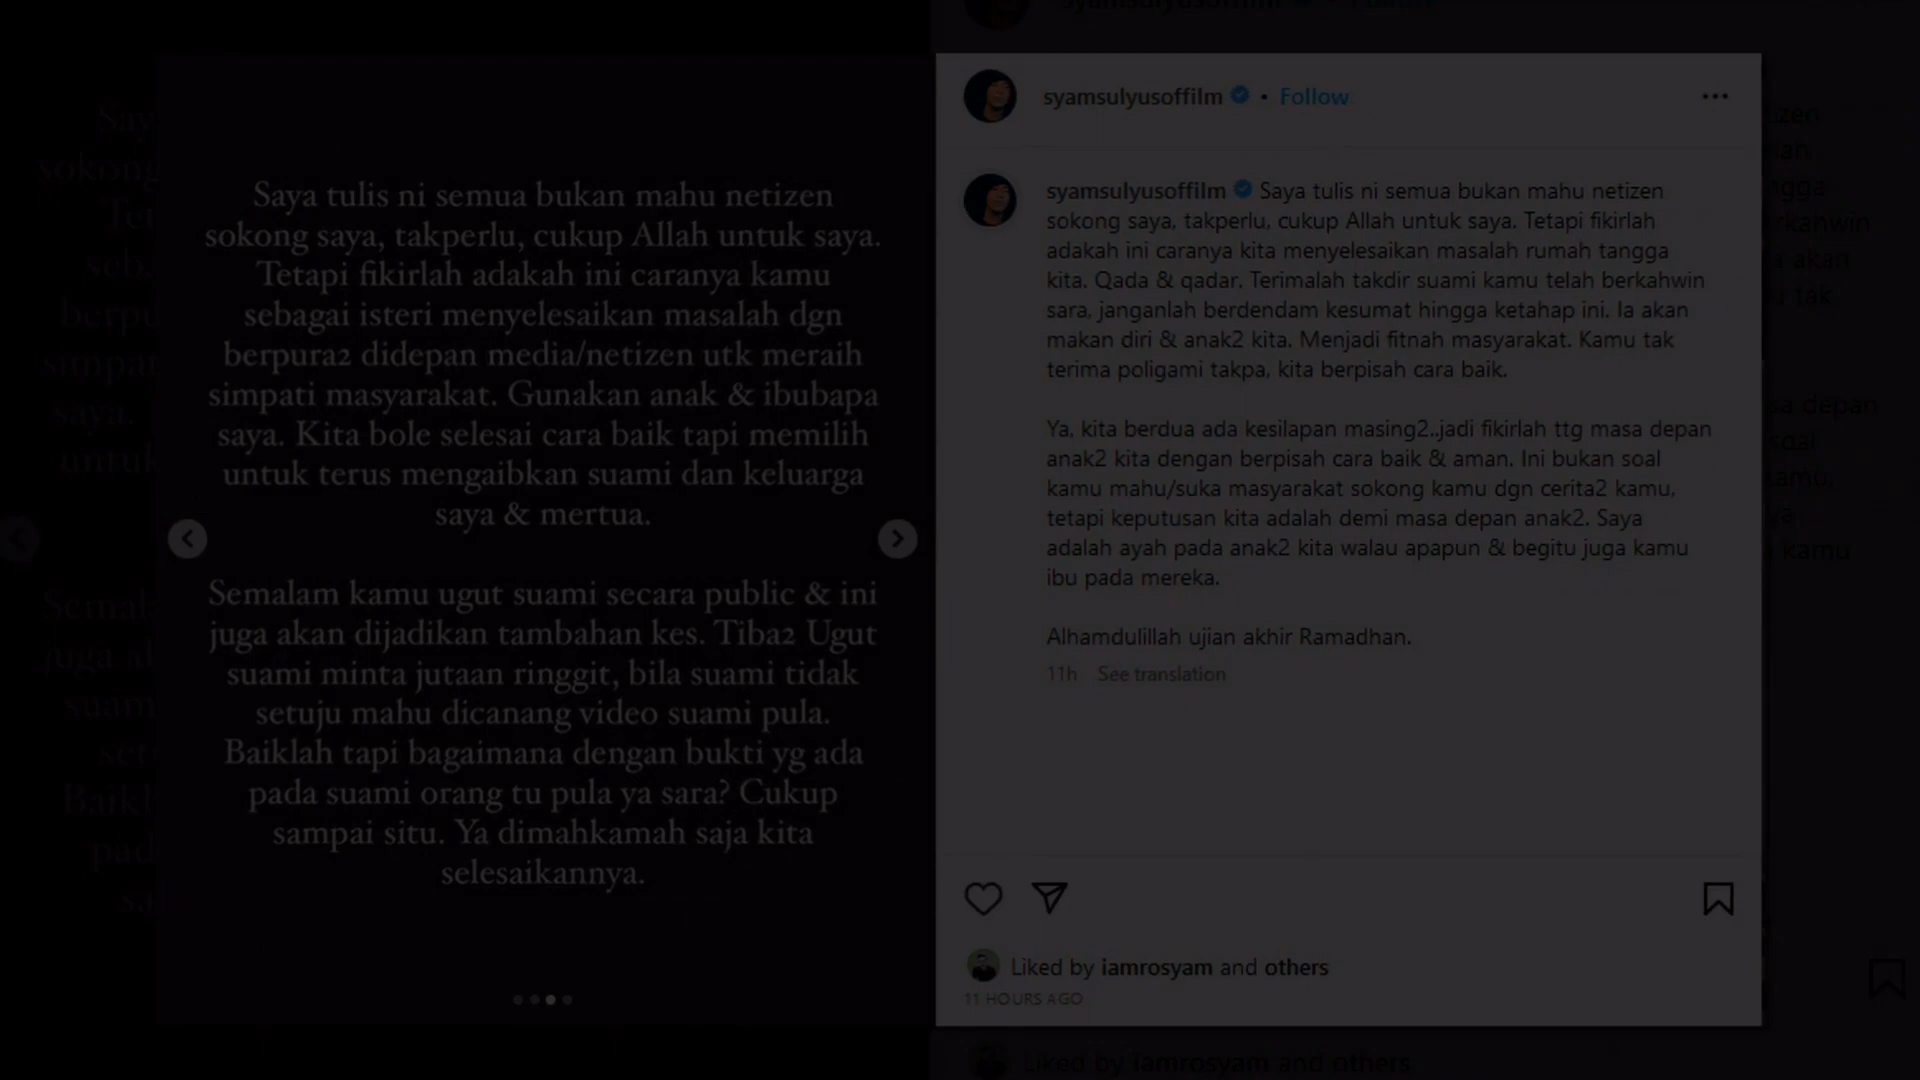 Saya tulis ni semua bukan mahu netizen
sokong saya, takperlu, cukup Allah untuk saya.
Tetapi fikirlah adakah ini caranya kamu
sebagai isteri menyelesaikan masalah dgn
berpura2 didepan media/netizen utk meraih
simpati masyarakat. Gunakan anak & ibubapa
saya. Kita bole selesai cara baik tapi memilih
untuk terus mengaibkan suami dan keluarga
saya & mertua.
Semalam kamu ugut suami secara public & ini
juga akan dijadikan tambahan kes. Tiba2 Ugut
suami minta jutaan ringgit, bila suami tidak
setuju mahu dicanang video suami pula.
Baiklah tapi bagaimana dengan bukti yg ada
pada suami orang tu pula ya sara? Cukup
sampai situ. Ya dimahkamah saja kita
selesaikannya.
syamsulyusoffilm • Follow
syamsulyusoffilm Saya tulis ni semua bukan mahu netizen
sokong saya, takperlu, cukup Allah untuk saya. Tetapi fikirlah
adakah ini caranya kita menyelesaikan masalah rumah tangga
kita. Qada & qadar. Terimalah takdir suami kamu telah berkahwin
sara, janganlah berdendam kesumat hingga ketahap ini. Ia akan
makan diri & anak2 kita. Menjadi fitnah masyarakat. Kamu tak
terima poligami takpa, kita berpisah cara baik.
Ya, kita berdua ada kesilapan masing2..jadi fikirlah ttg masa depan
anak2 kita dengan berpisah cara baik & aman. Ini bukan soal
kamu mahu/suka masyarakat sokong kamu dgn cerita2 kamu,
tetapi keputusan kita adalah demi masa depan anak2. Saya
adalah ayah pada anak2 kita walau apapun & begitu juga kamu
ibu pada mereka.
Alhamdulillah ujian akhir Ramadhan.
11h See translation
Liked by iamrosyam and others
11 HOURS AGO
Liked by iamrosyam and others